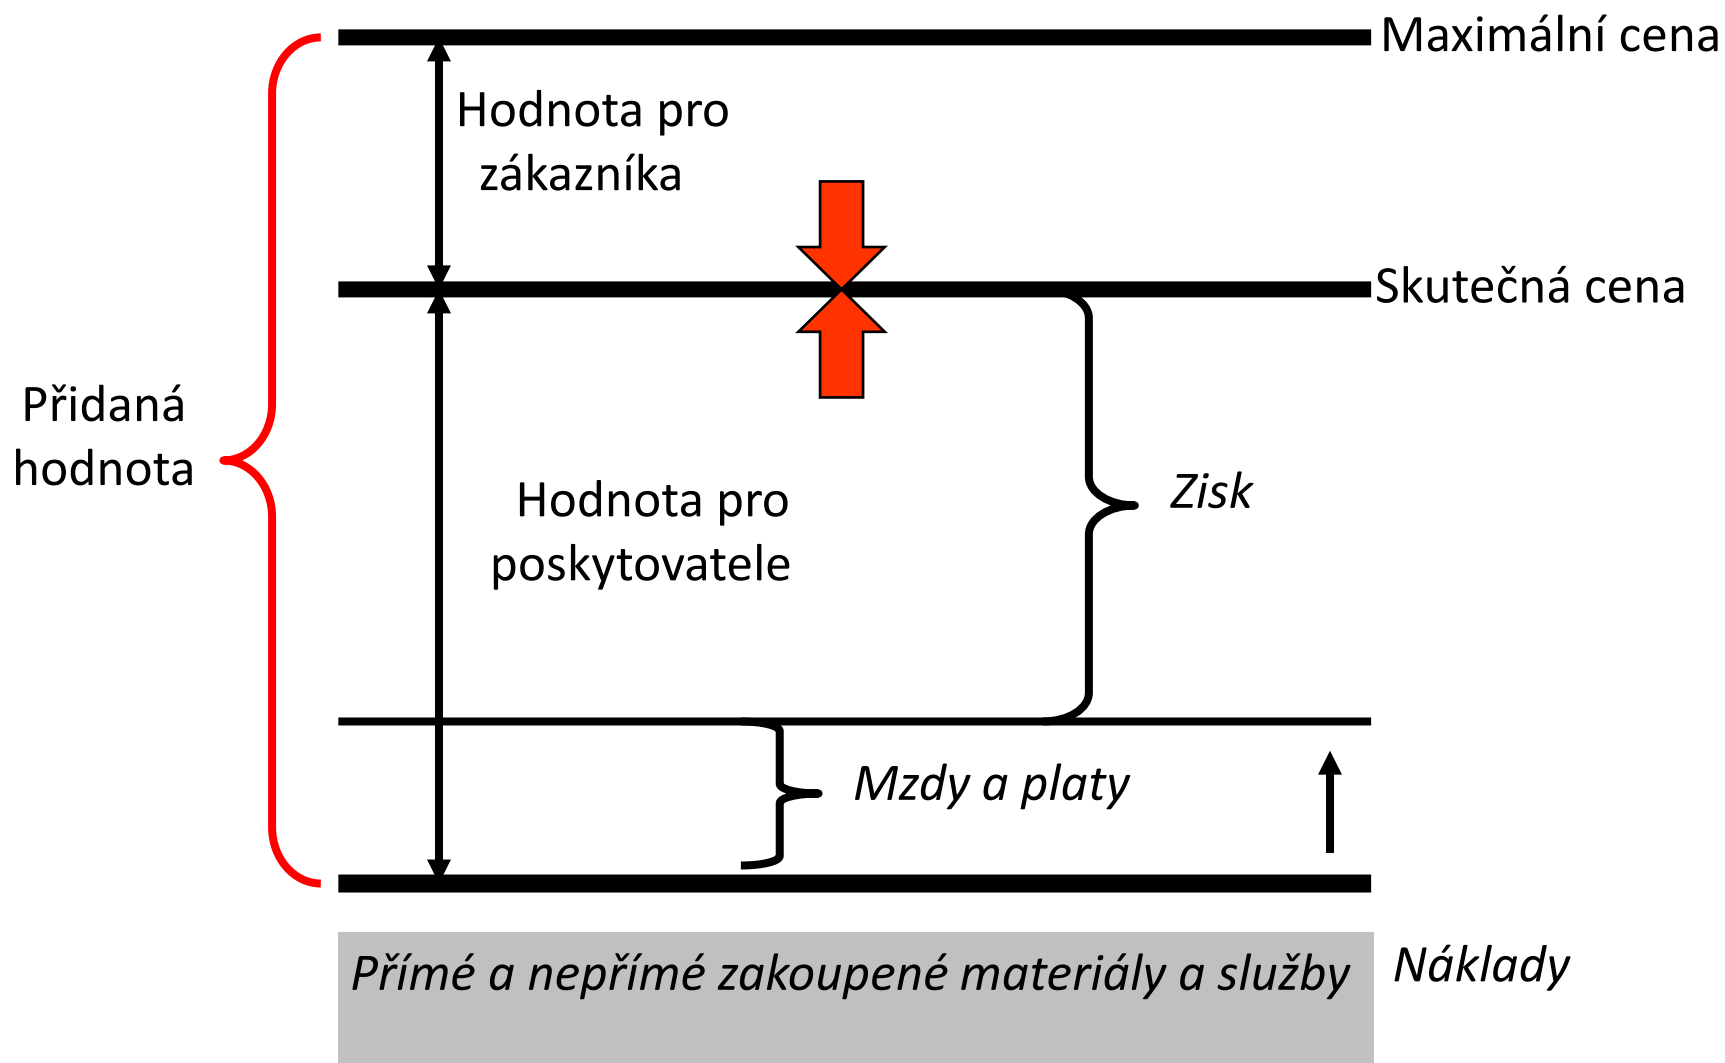 Maximální cena
Hodnota pro
zákazníka
Skutečná cena
Přidaná
hodnota
Hodnota pro
poskytovatele
Zisk
Mzdy a platy
Přímé a nepřímé zakoupené materiály a služby
Náklady